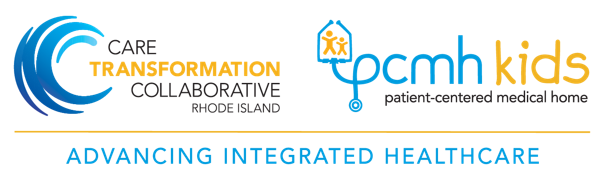 CARE
TRANSFORMATION
COLLABORATIVE
RHODE ISLAND
pcmh kids
patient-centered medical home
ADVANCING INTEGRATED HEALTHCARE